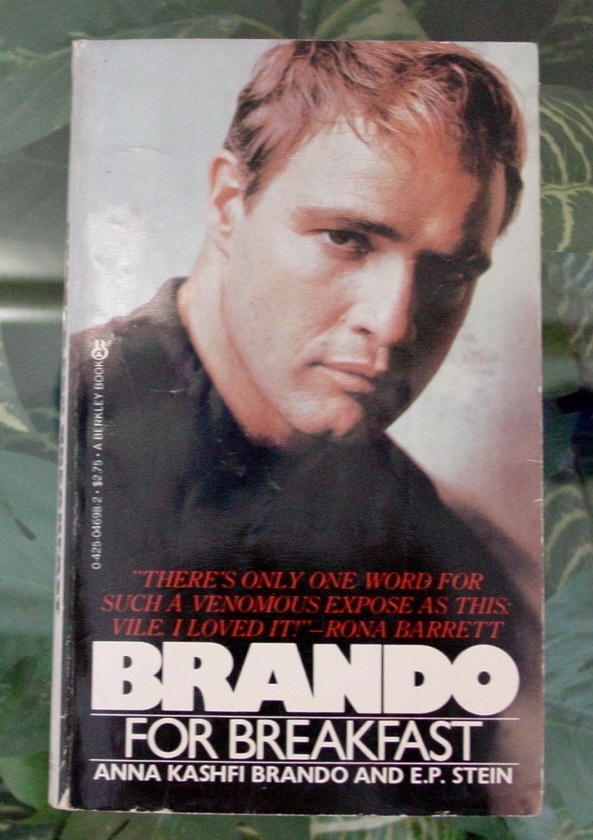 0-425-04698-2 • $2.75 • A BERKLEY BOOK
"THERE'S ONLY ONE WORD FOR
SUCH A VENOMOUS EXPOSE AS THIS:
VILE. I LOVED IT!"—RONA BARRETT
BRANDO
FOR BREAKFAST
ANNA KASHFI BRANDO AND E.P. STEIN